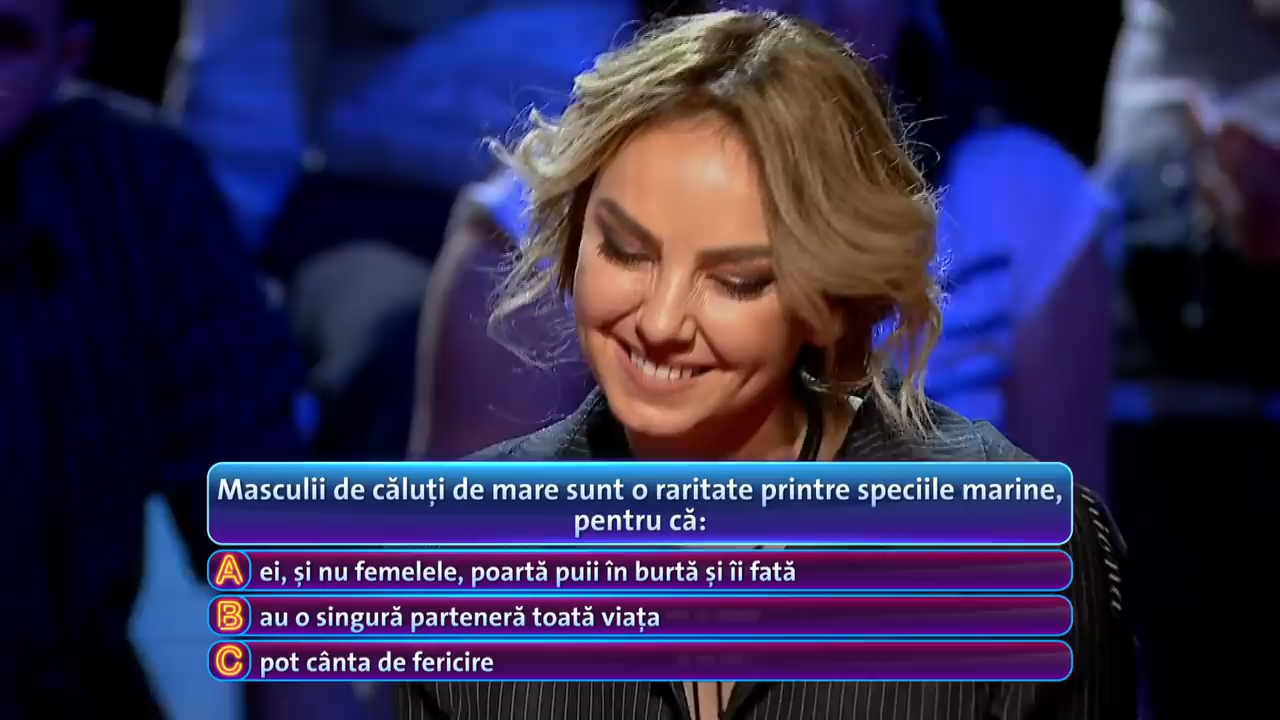 Masculii de căluți de mare sunt o raritate printre speciile marine,
pentru că:
A ei, și nu femelele, poartă puii în burtă și îi fată
B au o singură parteneră toată viața
C pot cânta de fericire